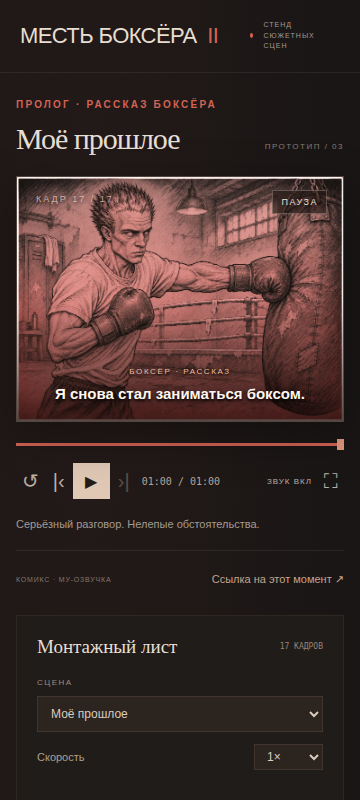 МЕСТЬ БОКСЁРА II
СТЕНД
СЮЖЕТНЫХ
СЦЕН
ПРОЛОГ · РАССКАЗ БОКСЁРА
Моё прошлое
ПРОТОТИП / 03
КАДР 17 / 17
ПАУЗА
БОКСЁР · РАССКАЗ
Я снова стал заниматься боксом.
01:00 / 01:00
ЗВУК ВКЛ
Серьёзный разговор. Нелепые обстоятельства.
КОМИКС · МУ-ОЗВУЧКА
Ссылка на этот момент ↗
Монтажный лист
17 КАДРОВ
СЦЕНА
Моё прошлое
Скорость
1×